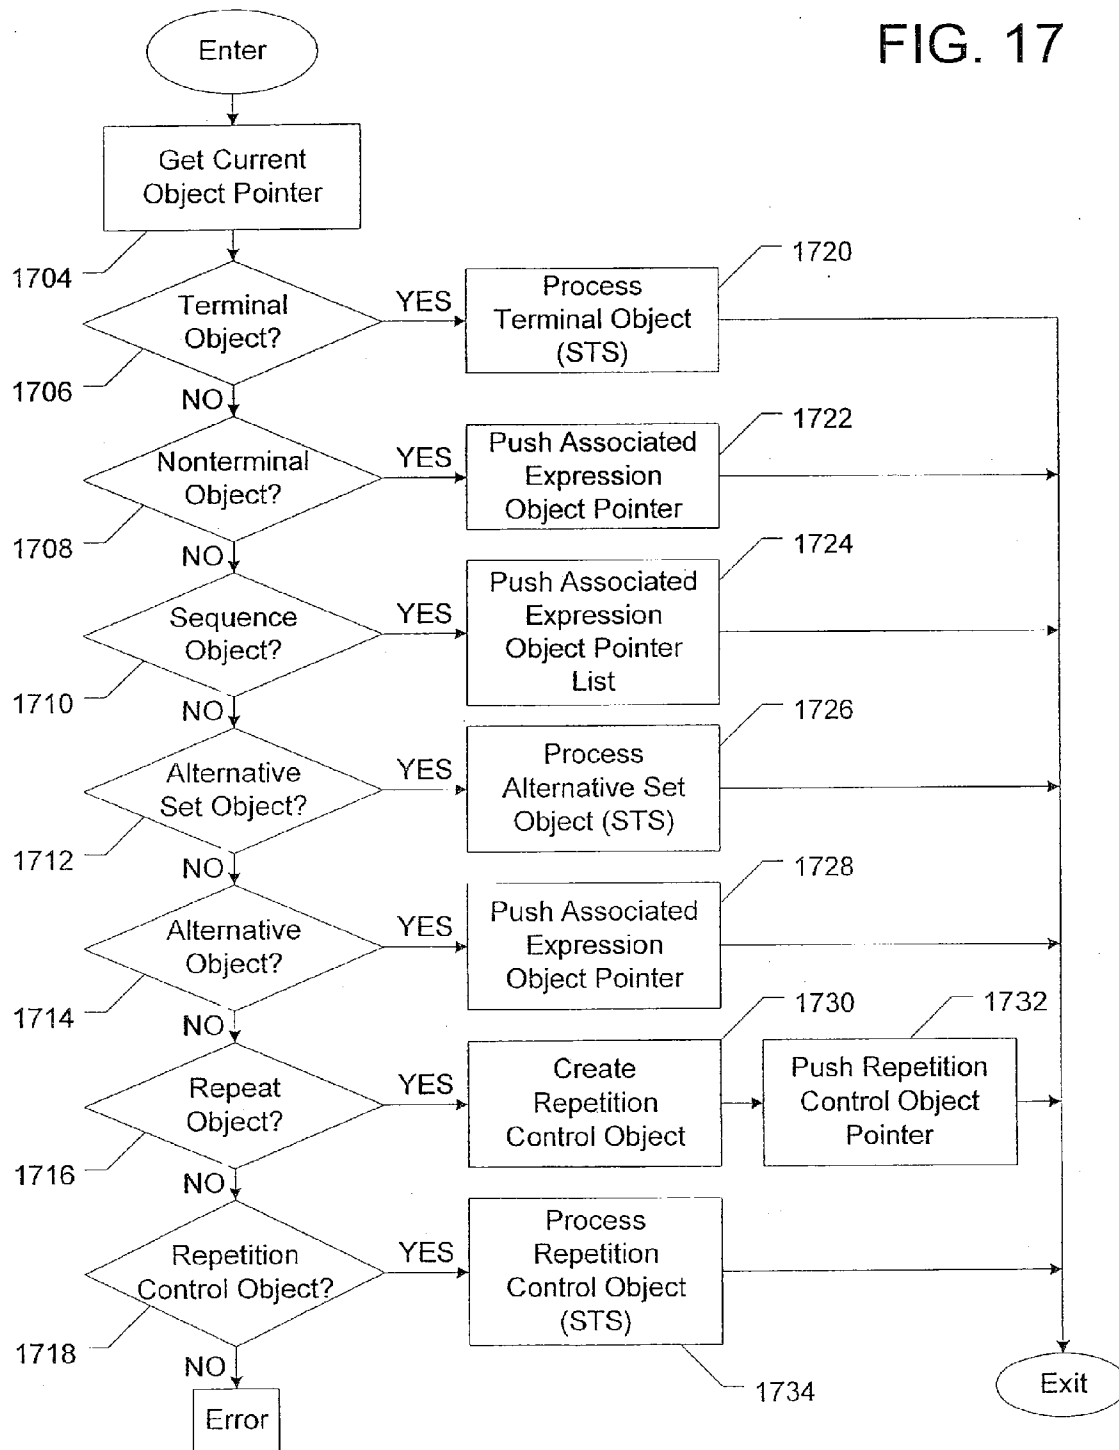 FIG. 17
Enter
Get Current
Object Pointer
1704
Terminal
Object?
1706
YES
Process
Terminal Object
(STS)
1720
NO
Nonterminal
Object?
1708
YES
Push Associated
Expression
Object Pointer
1722
NO
Sequence
Object?
1710
YES
Push Associated
Expression
Object Pointer
List
1724
NO
Alternative
Set Object?
1712
YES
Process
Alternative Set
Object (STS)
1726
NO
Alternative
Object?
1714
YES
Push Associated
Expression
Object Pointer
1728
NO
Repeat
Object?
1716
YES
Create
Repetition
Control Object
1730
Push Repetition
Control Object
Pointer
1732
NO
Repetition
Control Object?
1718
YES
Process
Repetition
Control Object
(STS)
1734
NO
Error
Exit